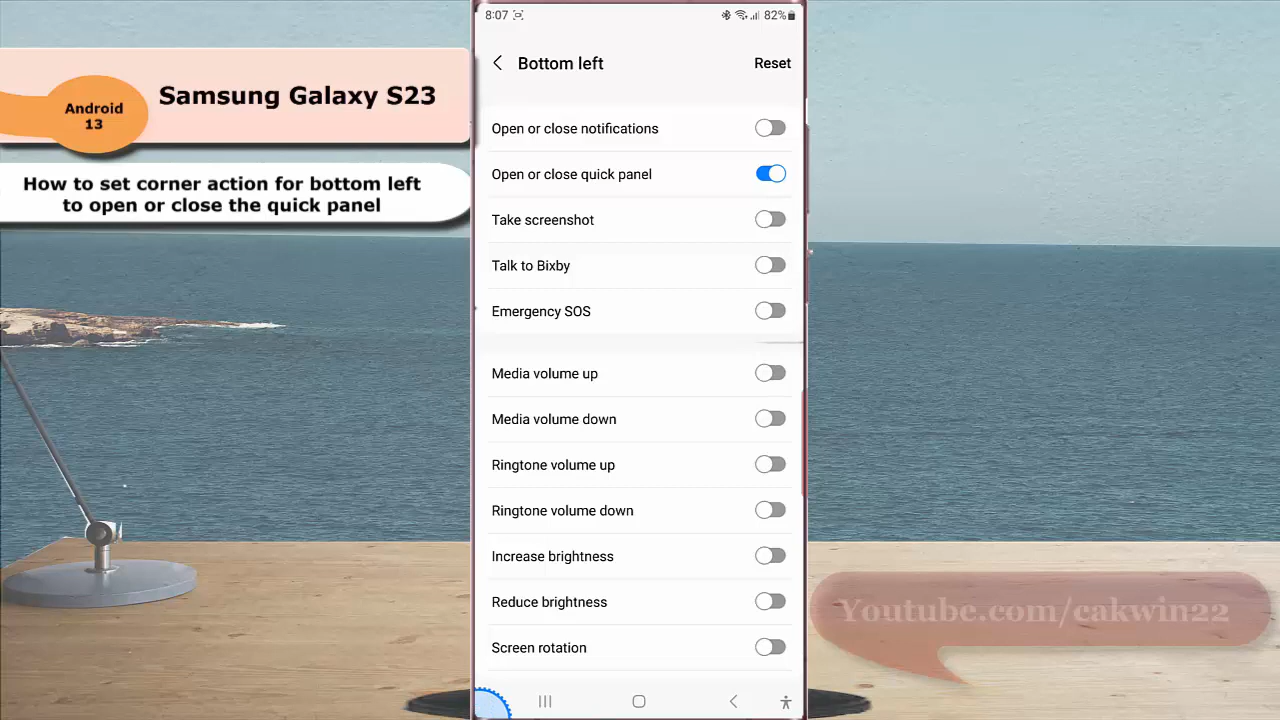 Android
13
Samsung Galaxy S23
How to set corner action for bottom left
to open or close the quick panel
8:07
82%
Bottom left
Reset
Open or close notifications
Open or close quick panel
Take screenshot
Talk to Bixby
Emergency SOS
Media volume up
Media volume down
Ringtone volume up
Ringtone volume down
Increase brightness
Reduce brightness
Screen rotation
Youtube.com/cakwin22